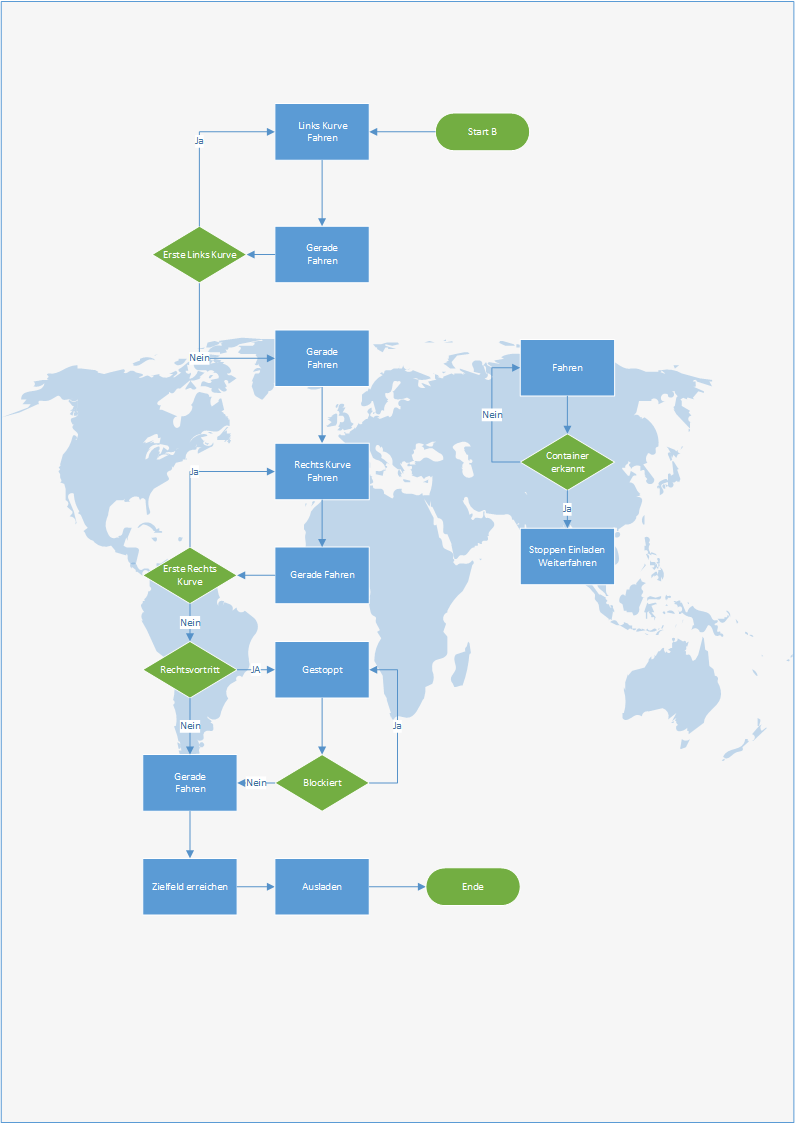 Links Kurve
Fahren
Start B
Ja
Erste Links Kurve
Gerade
Fahren
Nein
Gerade
Fahren
Fahren
Nein
Container
erkannt
Ja
Rechts Kurve
Fahren
Ja
Stoppen Einladen
Weiterfahren
Erste Rechts
Kurve
Gerade Fahren
Nein
Rechtsvortritt
JA
Gestoppt
Nein
Ja
Gerade
Fahren
Nein
Blockiert
Zielfeld erreichen
Ausladen
Ende